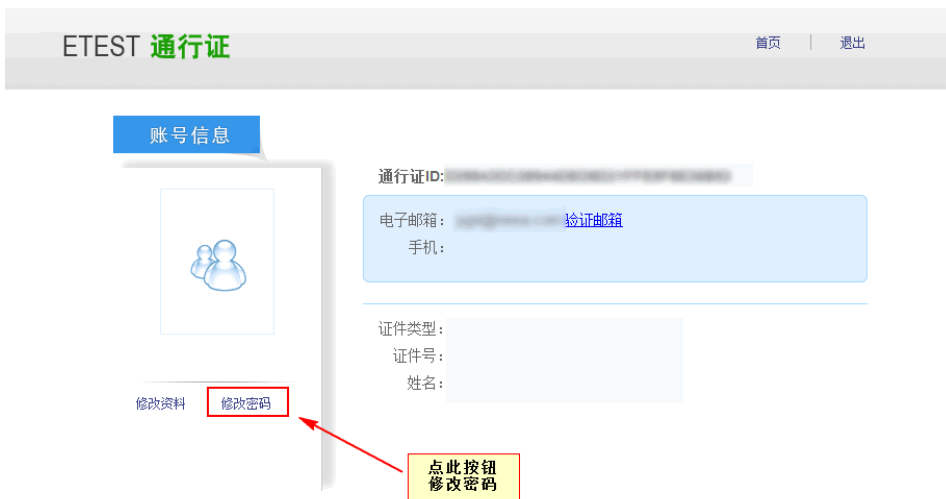 ETEST 通行证
首页 | 退出
账号信息
通行证ID:
电子邮箱： 验证邮箱
手机：
证件类型：
证件号：
姓名：
修改资料 修改密码
点此按钮
修改密码